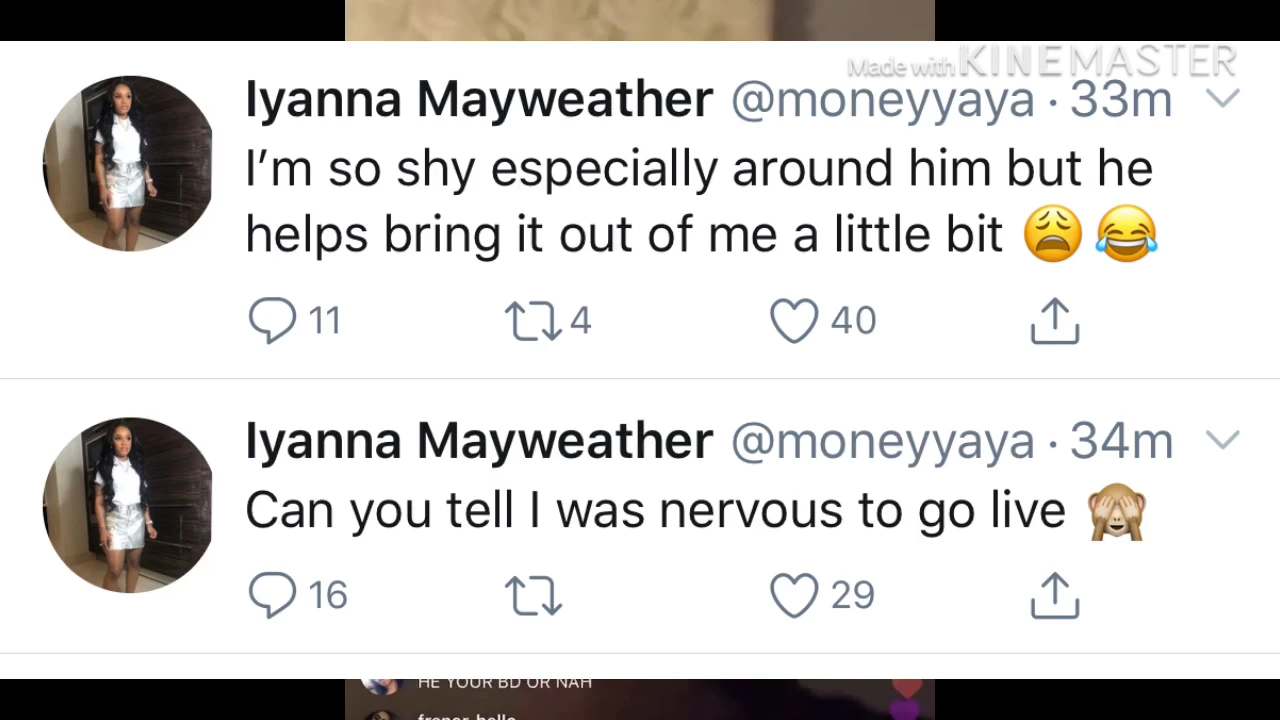 Made with KINEMASTER
Iyanna Mayweather @moneyyaya · 33m
I’m so shy especially around him but he
helps bring it out of me a little bit 😩 😂
11 4 40
Iyanna Mayweather @moneyyaya · 34m
Can you tell I was nervous to go live 🙈
16 29
HE YOUR BD OR NAH